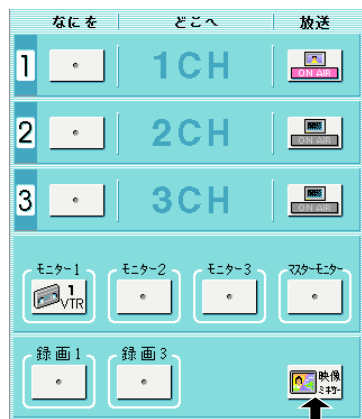 なにを どこへ 放送
1 1CH ON AIR
2 2CH ON AIR
3 3CH ON AIR
モニター1 モニター2 モニター3 マスターモニター
1 VTR
録画1 録画3
映像
ミキサー